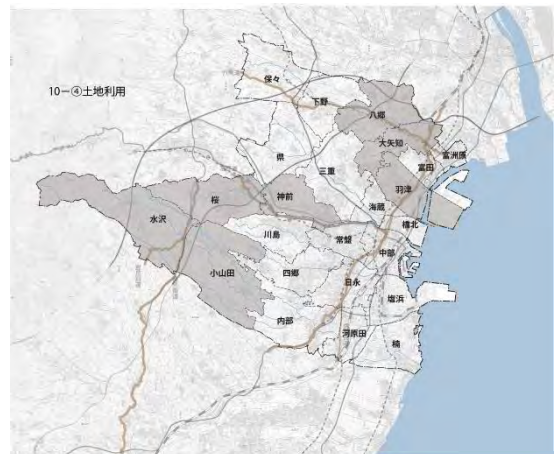 10-④土地利用
保々
下野
八郷
大矢知
富洲原
富田
県
三重
羽津
桜
神前
海蔵
水沢
川島
常磐
橋北
中部
小山田
四郷
日永
塩浜
内部
河原田
楠